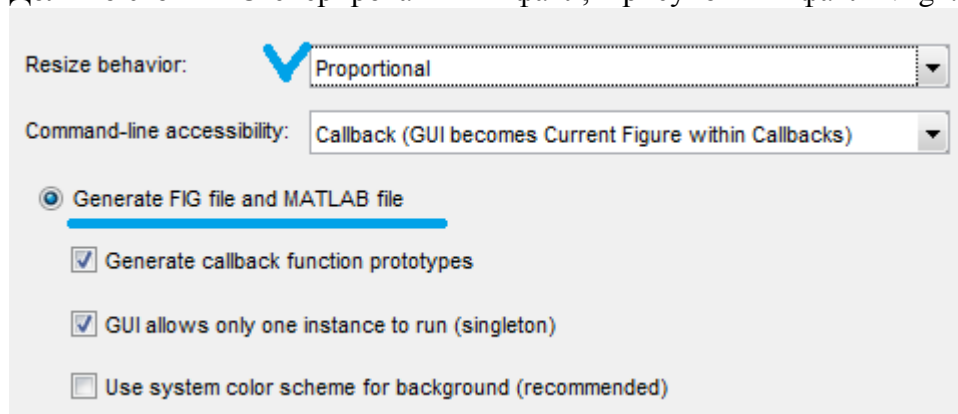 Resize behavior: Proportional
Command-line accessibility: Callback (GUI becomes Current Figure within Callbacks)
Generate FIG file and MATLAB file
Generate callback function prototypes
GUI allows only one instance to run (singleton)
Use system color scheme for background (recommended)